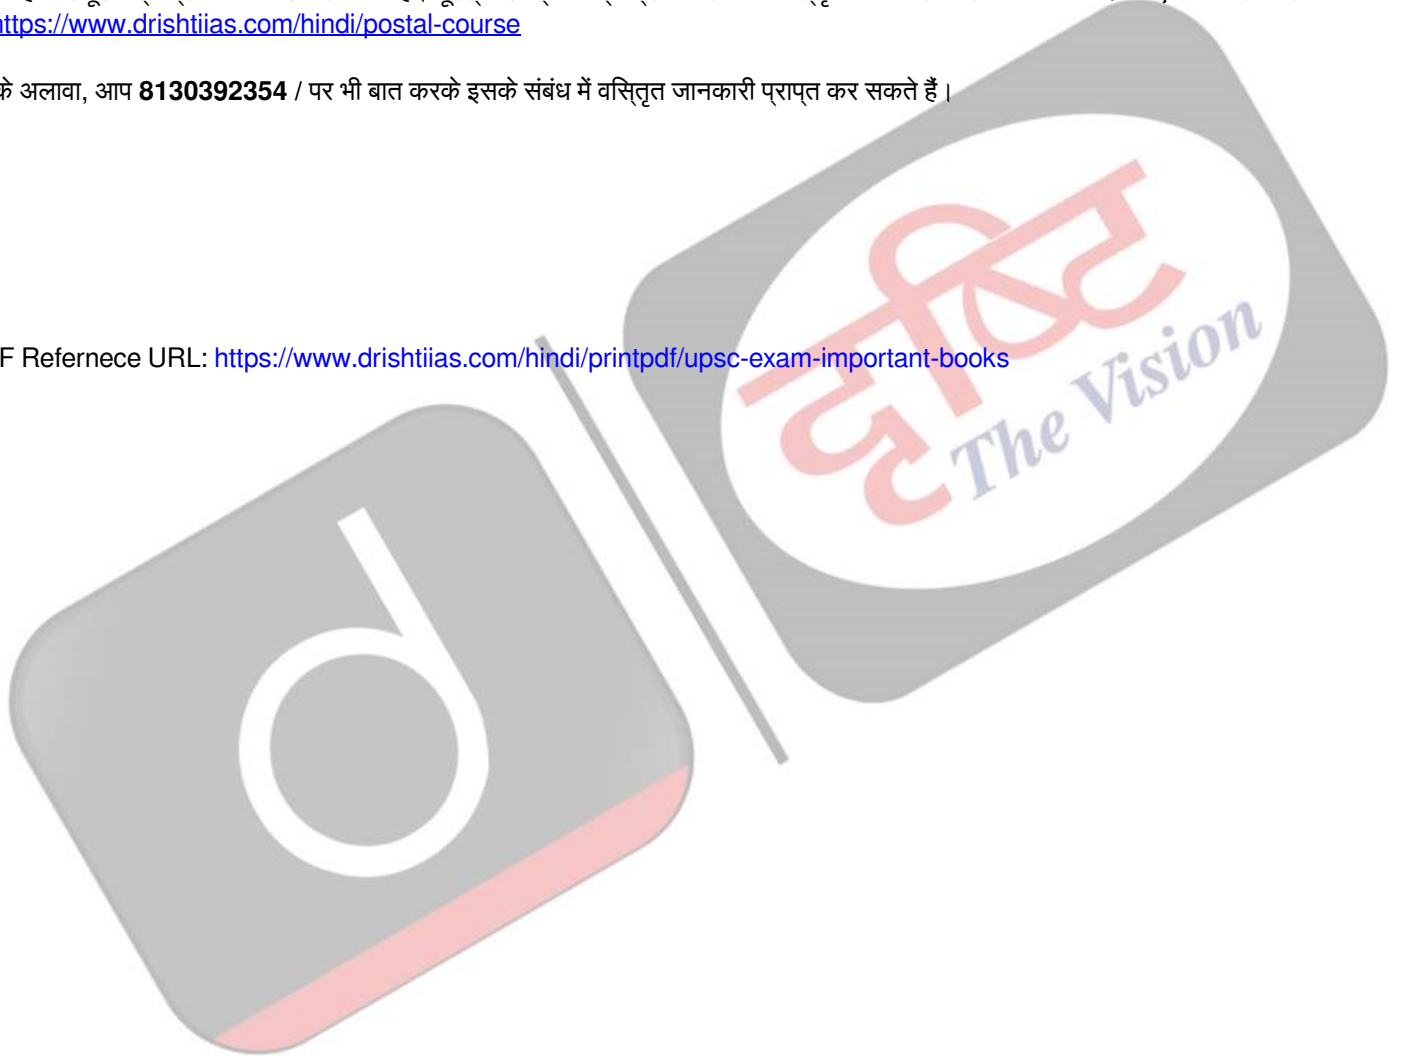 https://www.drishtiias.com/hindi/postal-course
के अलावा, आप 8130392354 / पर भी बात करके इसके संबंध में विस्तृत जानकारी प्राप्त कर सकते हैं।
F Refernece URL: https://www.drishtiias.com/hindi/printpdf/upsc-exam-important-books
दृष्टि
The Vision
d